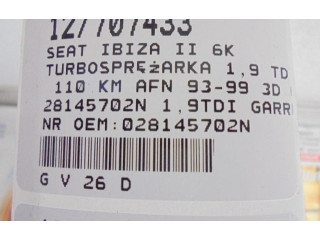 127707433
SEAT IBIZA II 6K
TURBOSPRĘŻARKA 1,9 TD
110 KM AFN 93-99 3D
28145702N 1,9TDI GARR
NR OEM:028145702N
G V 26 D